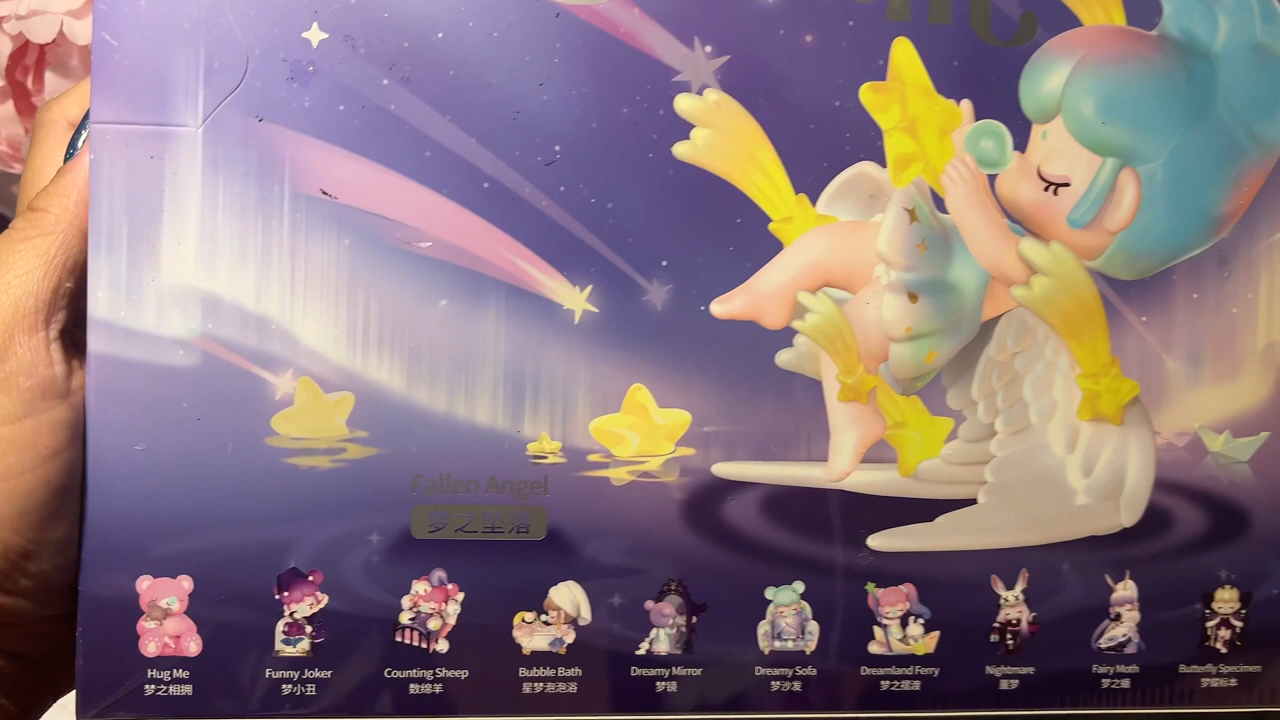 Fallen Angel
梦之坠落
Hug Me
梦之相拥
Funny Joker
梦小丑
Counting Sheep
数绵羊
Bubble Bath
星梦泡泡浴
Dreamy Mirror
梦镜
Dreamy Sofa
梦沙发
Dreamland Ferry
梦之摆渡
Nightmare
噩梦
Fairy Moth
梦之蛾
Butterfly Specimen
梦蝶标本